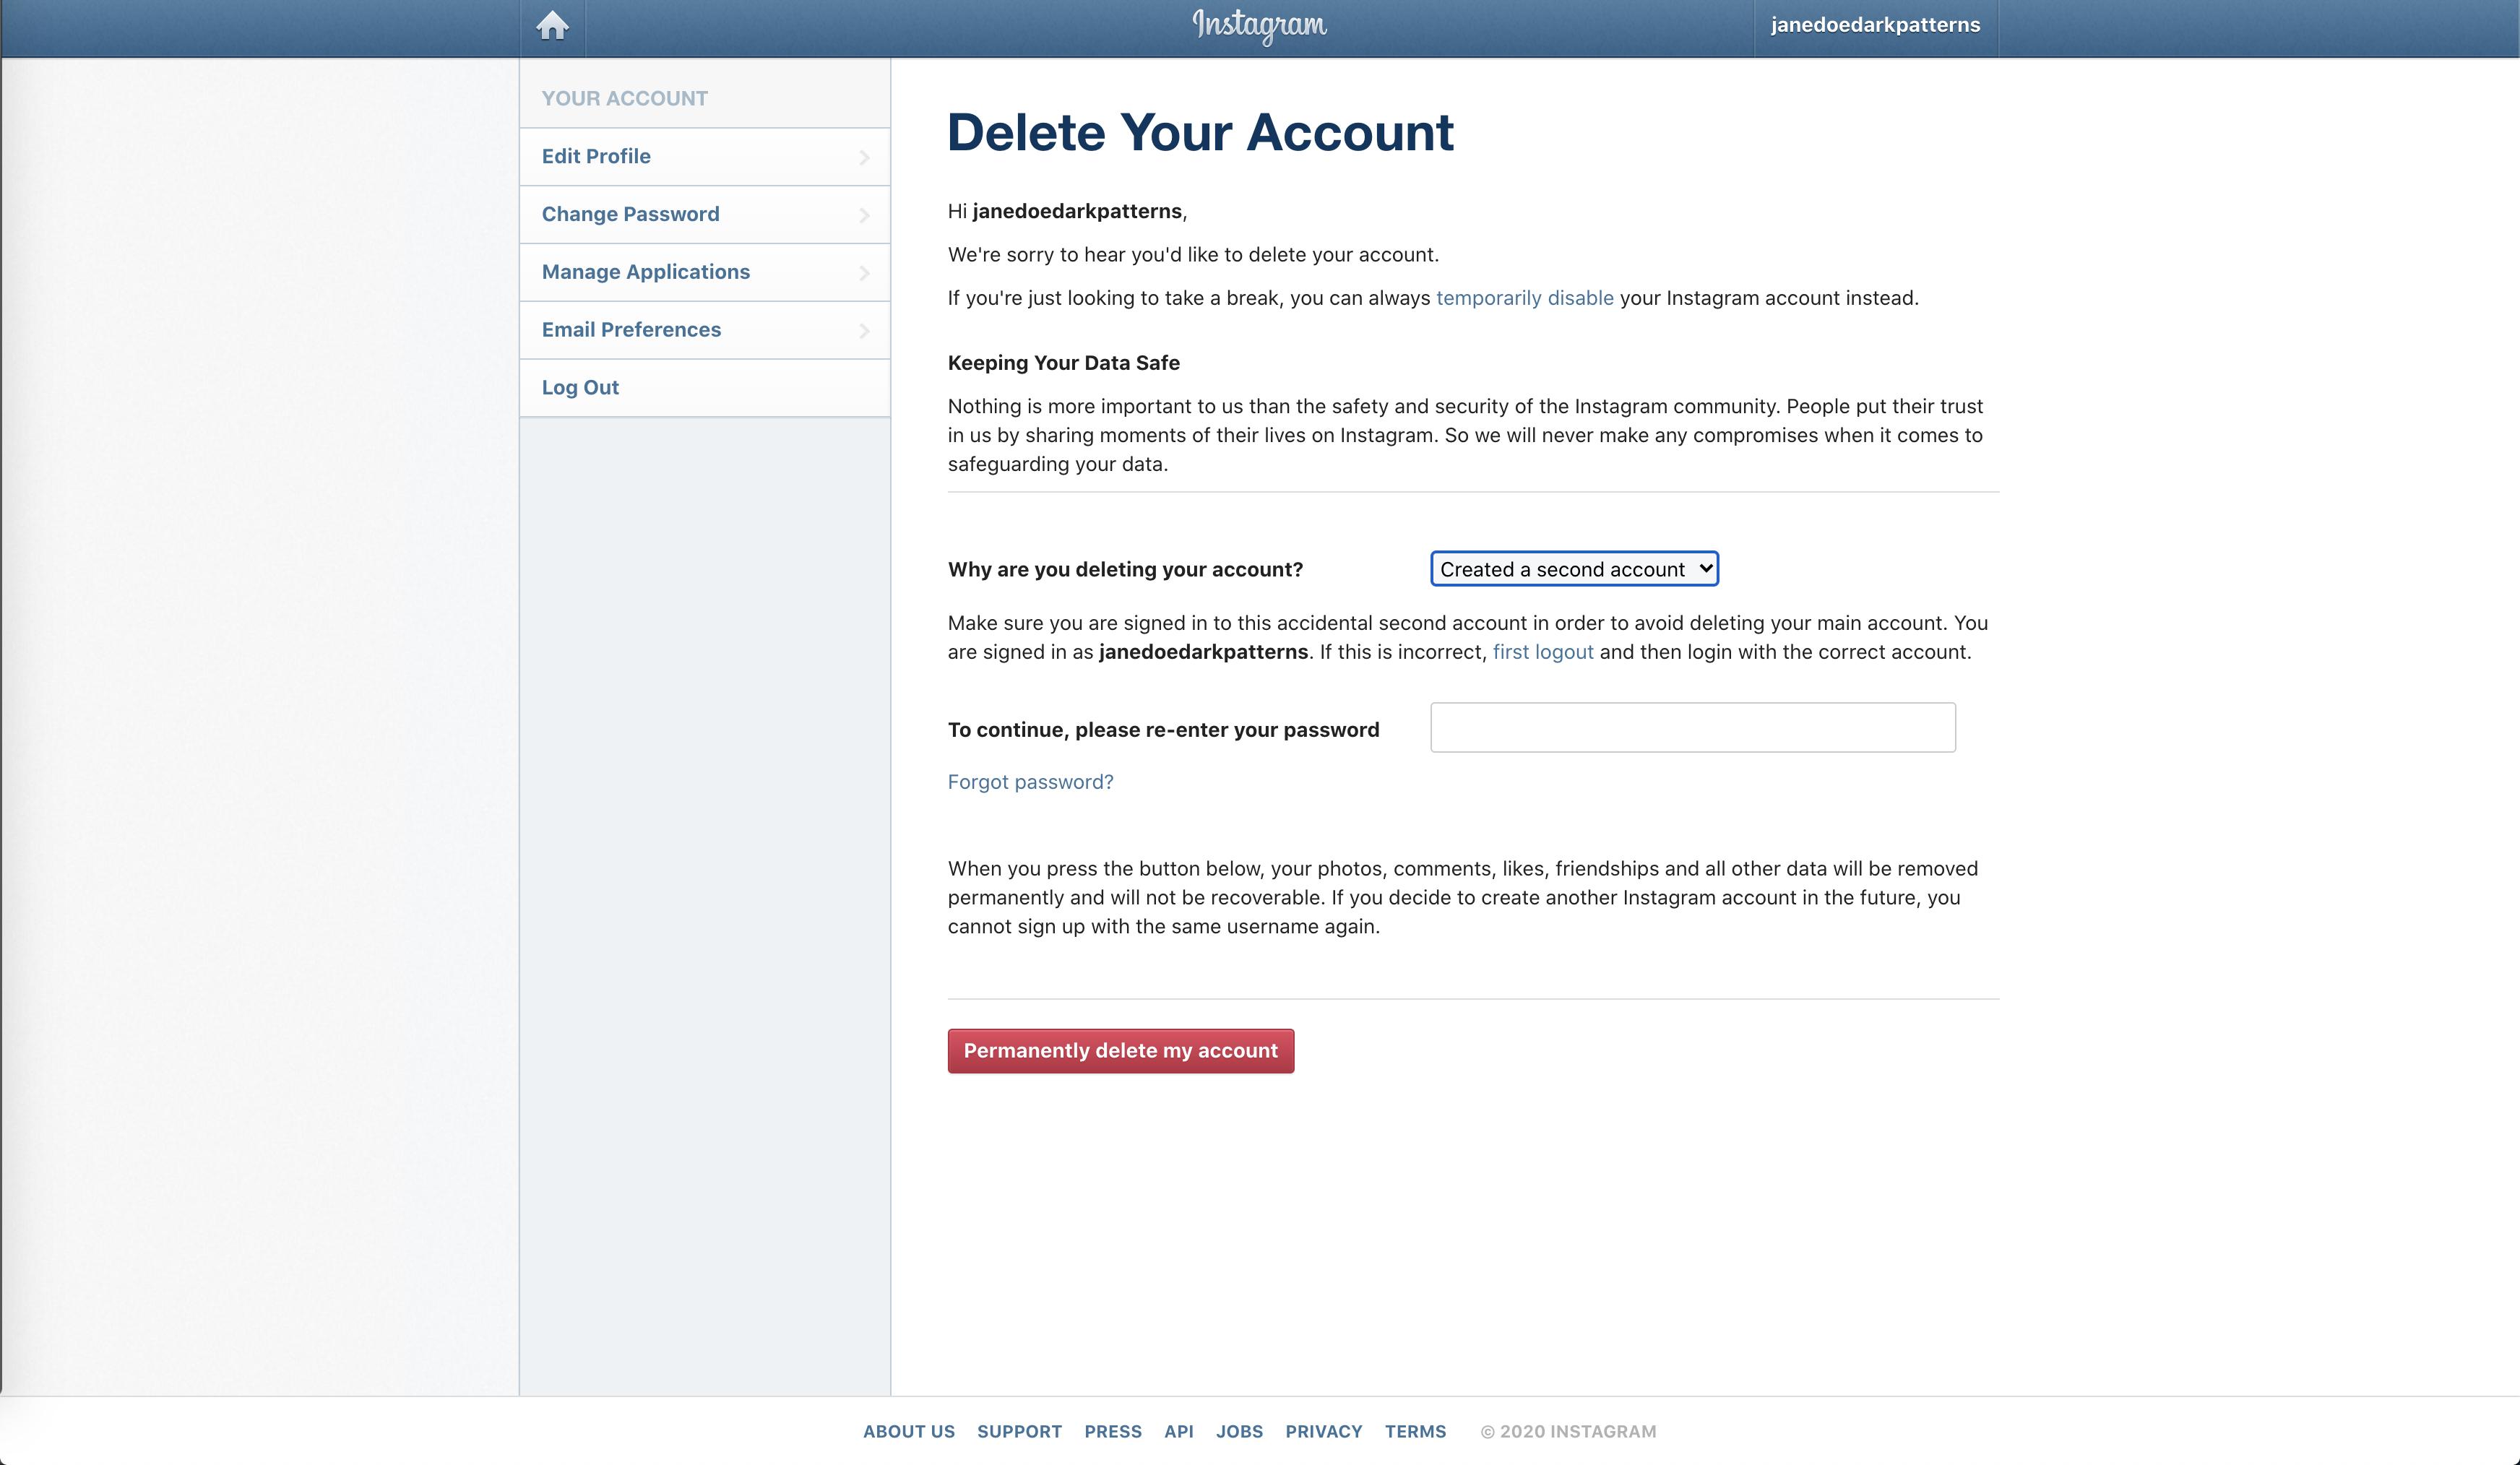 Instagram
janedoedarkpatterns
YOUR ACCOUNT
Edit Profile
Change Password
Manage Applications
Email Preferences
Log Out
Delete Your Account
Hi janedoedarkpatterns,
We're sorry to hear you'd like to delete your account.
If you're just looking to take a break, you can always temporarily disable your Instagram account instead.
Keeping Your Data Safe
Nothing is more important to us than the safety and security of the Instagram community. People put their trust
in us by sharing moments of their lives on Instagram. So we will never make any compromises when it comes to
safeguarding your data.
Why are you deleting your account? Created a second account
Make sure you are signed in to this accidental second account in order to avoid deleting your main account. You
are signed in as janedoedarkpatterns. If this is incorrect, first logout and then login with the correct account.
To continue, please re-enter your password
Forgot password?
When you press the button below, your photos, comments, likes, friendships and all other data will be removed
permanently and will not be recoverable. If you decide to create another Instagram account in the future, you
cannot sign up with the same username again.
Permanently delete my account
ABOUT US SUPPORT PRESS API JOBS PRIVACY TERMS © 2020 INSTAGRAM